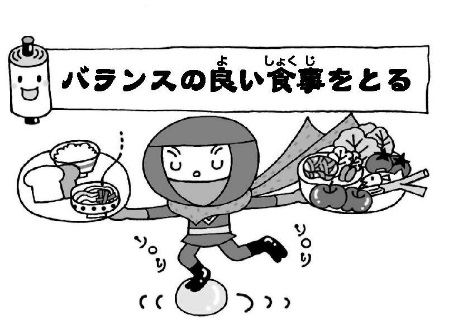 バランスの良い食事をとる
よ
しょくじ
ソロリ
ソロリ